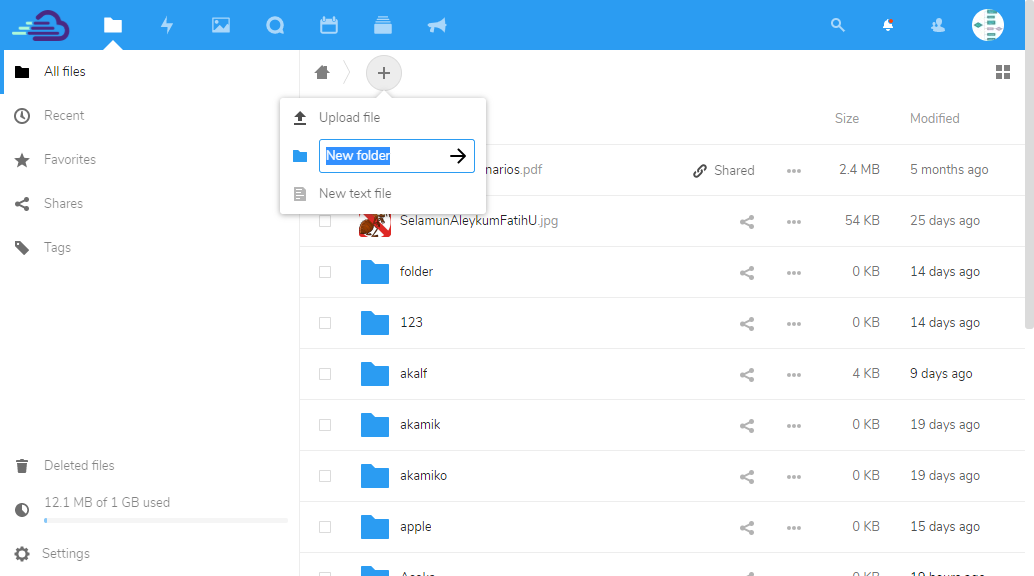 All files
Recent
Favorites
Shares
Tags
Deleted files
12.1 MB of 1 GB used
Settings
Upload file
New folder
New text file
Size Modified
narios.pdf Shared 2.4 MB 5 months ago
SelamunAleykumFatihU.jpg 54 KB 25 days ago
folder 0 KB 14 days ago
123 0 KB 14 days ago
akalf 4 KB 9 days ago
akamik 0 KB 19 days ago
akamiko 0 KB 19 days ago
apple 0 KB 15 days ago